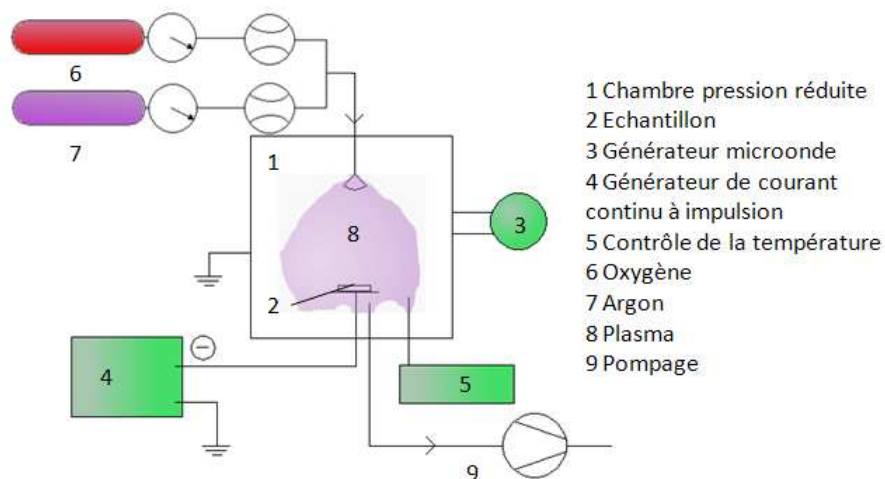 6
7
1
8
3
2
4
5
9
1 Chambre pression réduite
2 Echantillon
3 Générateur microonde
4 Générateur de courant
continu à impulsion
5 Contrôle de la température
6 Oxygène
7 Argon
8 Plasma
9 Pompage